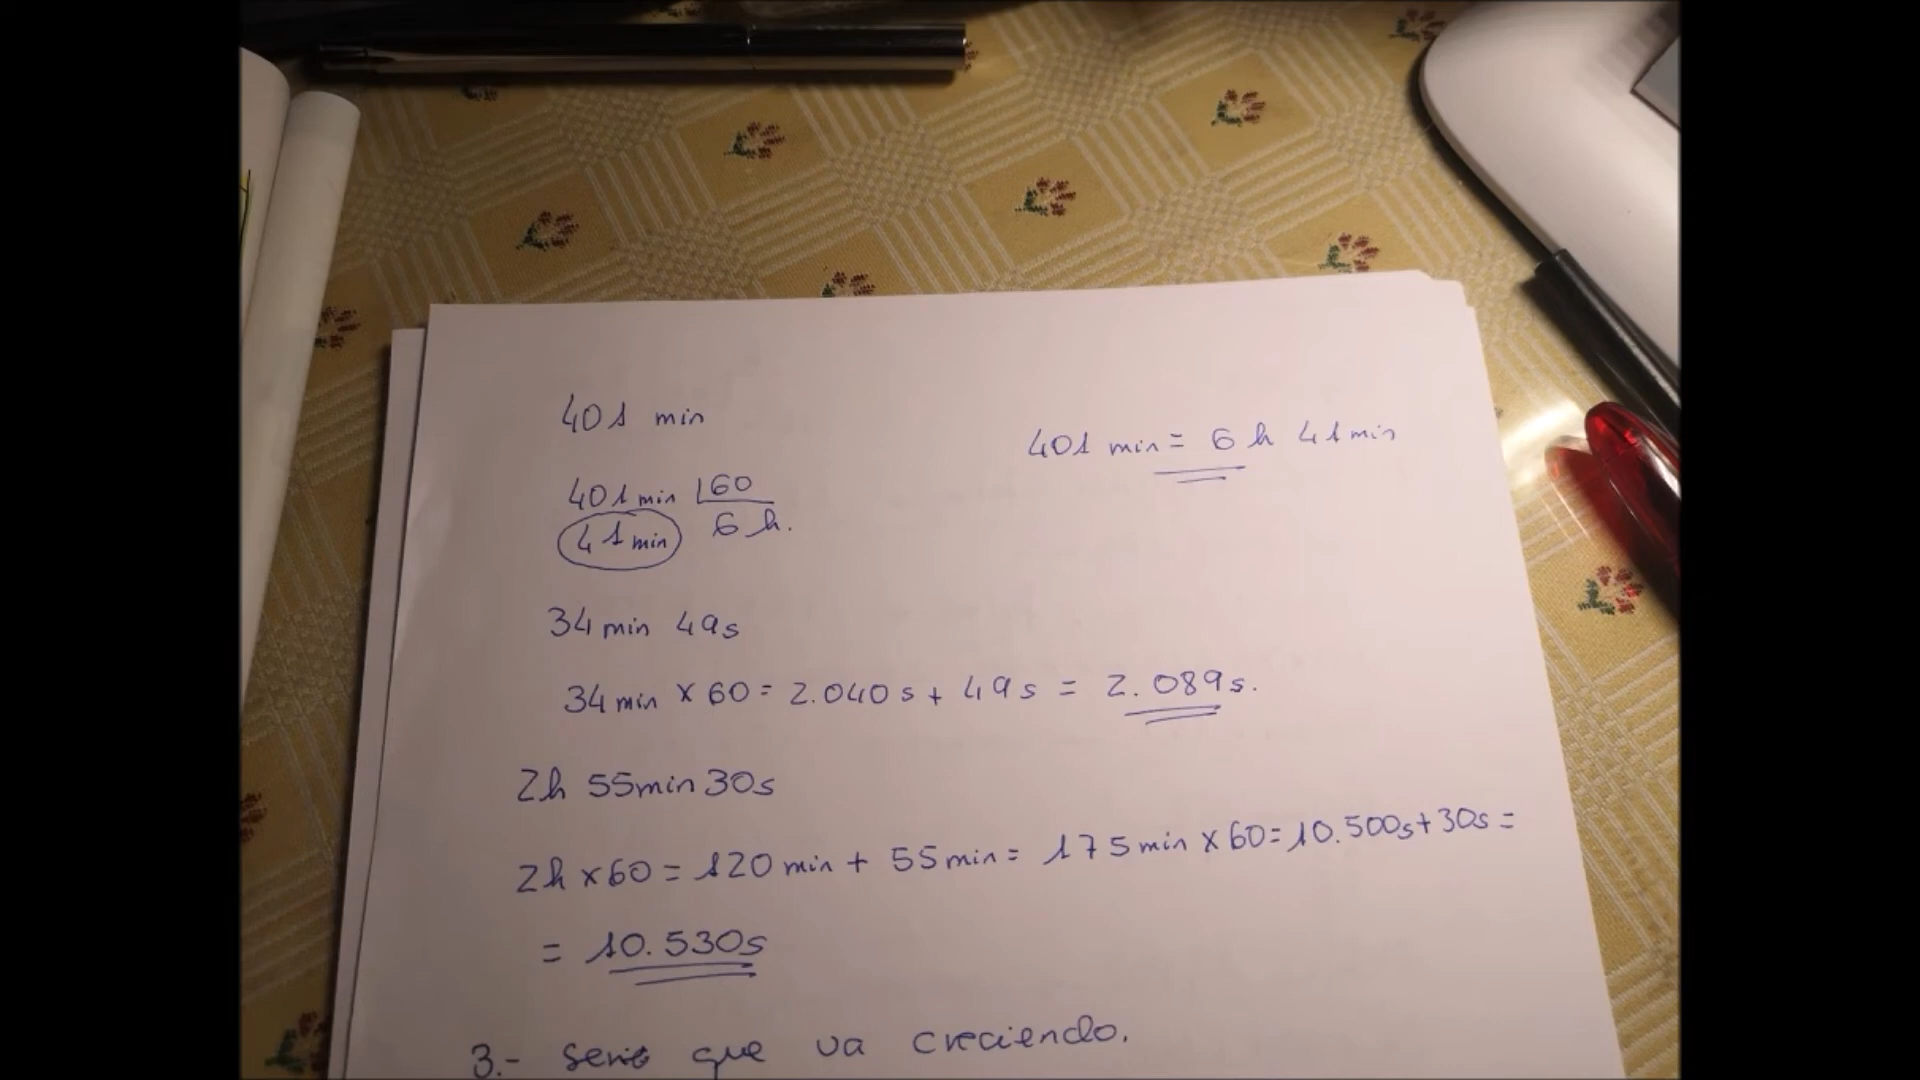 401 min
401 min = 6 h 41 min
401 min 60
41 min 6 h.
34 min 49s
34 min x 60 = 2.040 s + 49 s = 2.089 s.
2h 55min 30s
2h x 60 = 120 min + 55 min = 175 min x 60 = 10.500s + 30s =
= 10.530s
3.- serie que va creciendo.